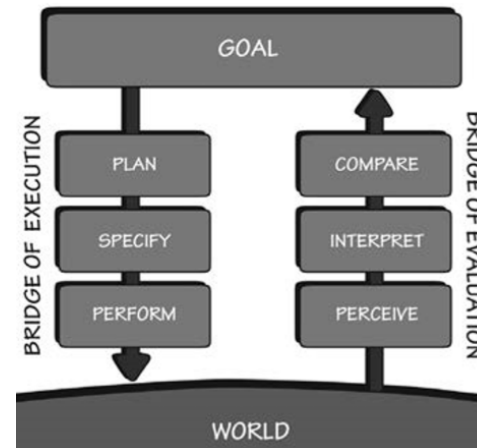 GOAL
BRIDGE OF EXECUTION
PLAN
SPECIFY
PERFORM
COMPARE
INTERPRET
PERCEIVE
BRIDGE OF EVALUATION
WORLD